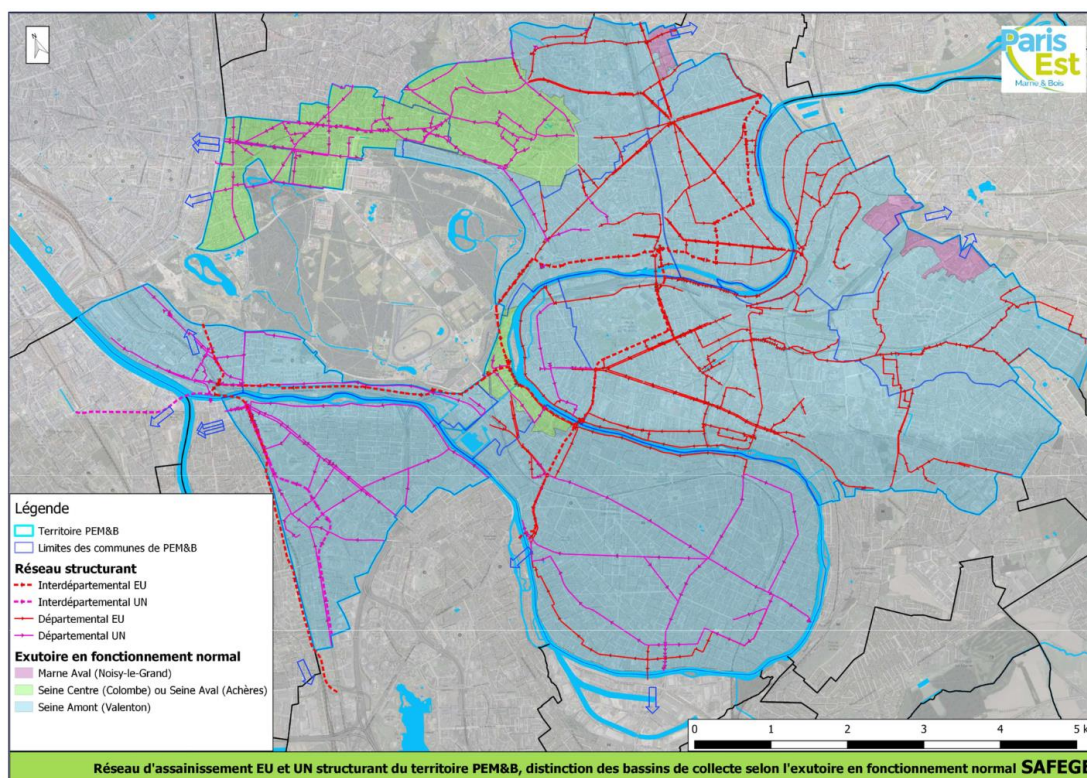 Paris
Est
Marne & Bois
Légende
Territoire PEM&B
Limites des communes de PEM&B
Réseau structurant
Interdépartemental EU
Interdépartemental UN
Départemental EU
Départemental UN
Exutoire en fonctionnement normal
Marne Aval (Noisy-le-Grand)
Seine Centre (Colombe) ou Seine Aval (Achères)
Seine Amont (Valenton)
0 1 2 3 4 5 k
Réseau d'assainissement EU et UN structurant du territoire PEM&B, distinction des bassins de collecte selon l'exutoire en fonctionnement normal SAFEGE